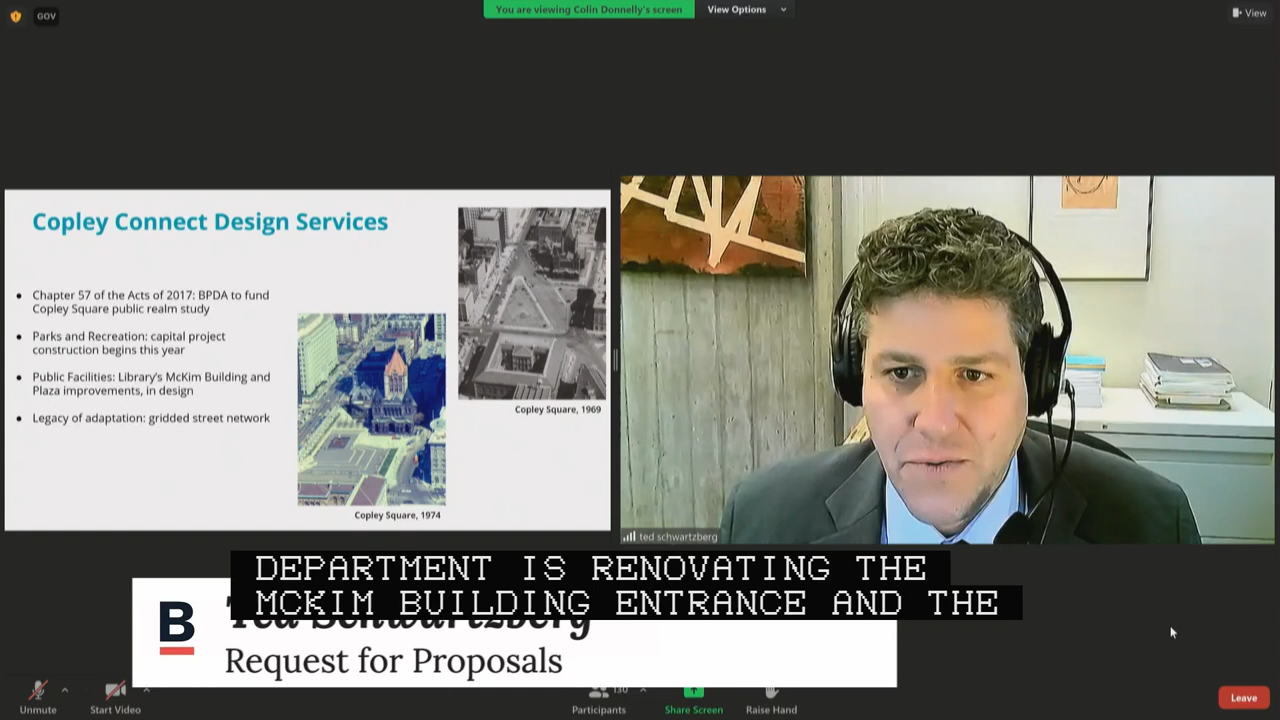 GOV
You are viewing Colin Donnelly's screen
View Options
View
Copley Connect Design Services
• Chapter 57 of the Acts of 2017: BPDA to fund
Copley Square public realm study
• Parks and Recreation: capital project
construction begins this year
• Public Facilities: Library's McKim Building and
Plaza improvements, in design
• Legacy of adaptation: gridded street network
Copley Square, 1969
Copley Square, 1974
ted schwartzberg
DEPARTMENT IS RENOVATING THE
MCKIM BUILDING ENTRANCE AND THE
B
Ted Schwartzberg
Request for Proposals
Unmute
Start Video
130
Participants
Share Screen
Raise Hand
Leave